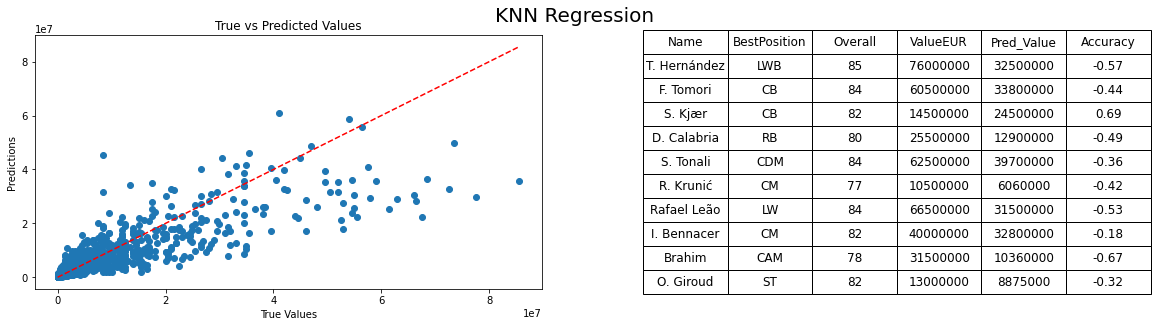 KNN Regression
True vs Predicted Values
1e7
8
6
4
2
0
Predictions
0 2 4 6 8
1e7
True Values
Name BestPosition Overall ValueEUR Pred_Value Accuracy
T. Hernández LWB 85 76000000 32500000 -0.57
F. Tomori CB 84 60500000 33800000 -0.44
S. Kjær CB 82 14500000 24500000 0.69
D. Calabria RB 80 25500000 12900000 -0.49
S. Tonali CDM 84 62500000 39700000 -0.36
R. Krunić CM 77 10500000 6060000 -0.42
Rafael Leão LW 84 66500000 31500000 -0.53
I. Bennacer CM 82 40000000 32800000 -0.18
Brahim CAM 78 31500000 10360000 -0.67
O. Giroud ST 82 13000000 8875000 -0.32